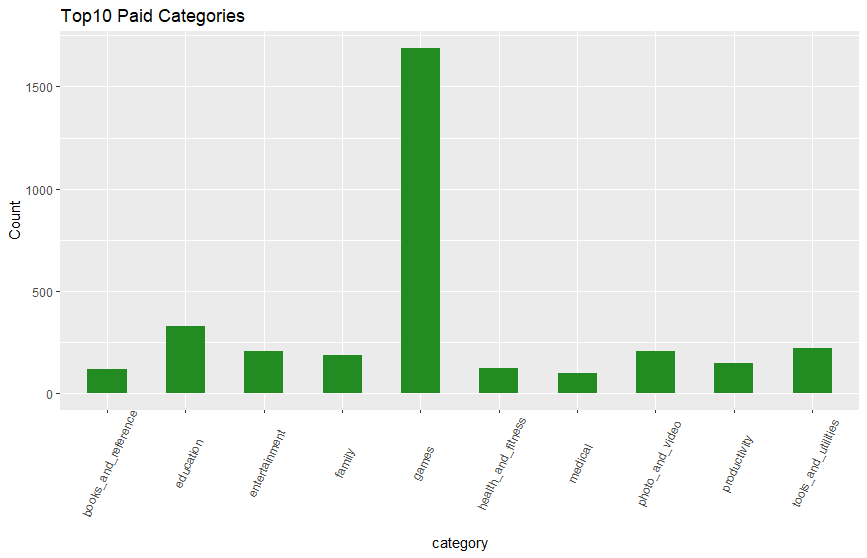 Top10 Paid Categories
Count
1500
1000
500
0
books_and_reference
education
entertainment
family
games
health_and_fitness
medical
photo_and_video
productivity
tools_and_utilities
category